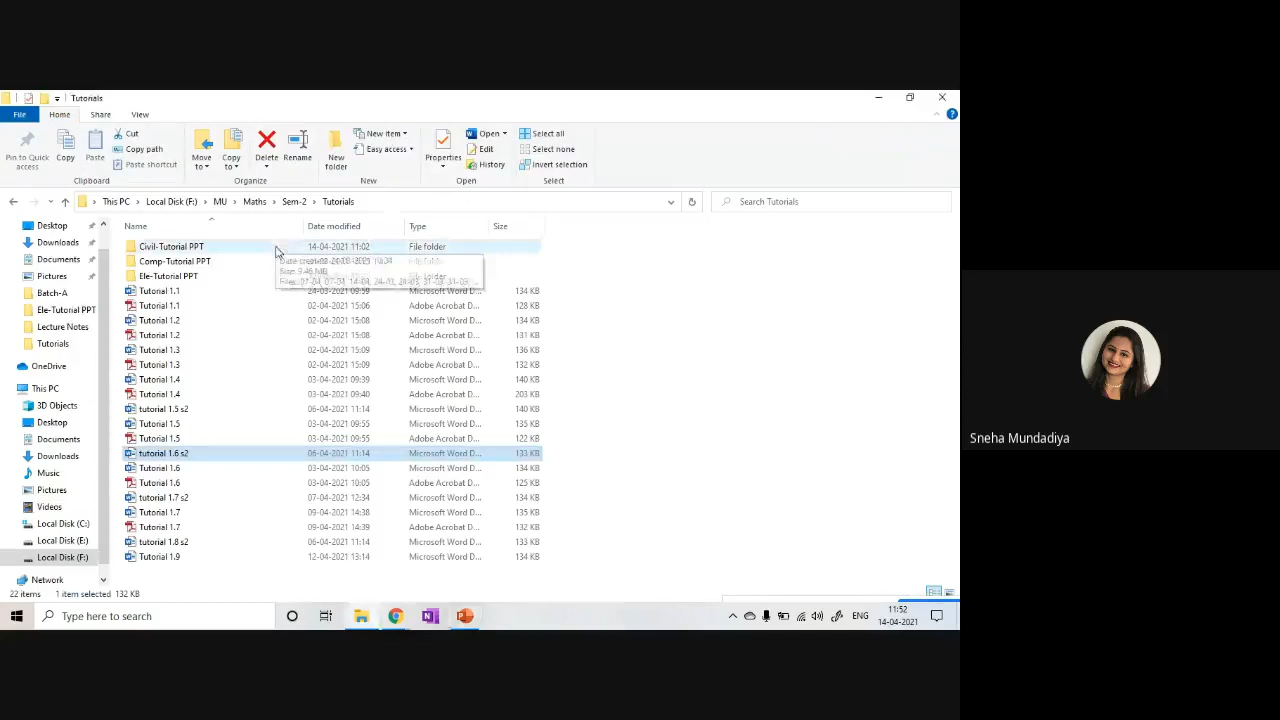 Tutorials
File Home Share View
Pin to Quick access
Copy
Paste
Cut
Copy path
Paste shortcut
Clipboard
Move to
Copy to
Delete
Rename
Organize
New folder
New item
Easy access
New
Properties
Open
Edit
History
Open
Select all
Select none
Invert selection
Select
This PC Local Disk (F:) MU Maths Sem-2 Tutorials
Search Tutorials
Desktop
Downloads
Documents
Pictures
Batch-A
Ele-Tutorial PPT
Lecture Notes
Tutorials
OneDrive
This PC
3D Objects
Desktop
Documents
Downloads
Music
Pictures
Videos
Local Disk (C:)
Local Disk (E:)
Local Disk (F:)
Network
Name Date modified Type Size
Civil-Tutorial PPT 14-04-2021 11:02 File folder
Comp-Tutorial PPT
Ele-Tutorial PPT
Size: 9.46 MB
Tutorial 1.1 24-03-2021 09:59 Microsoft Word D... 134 KB
Tutorial 1.1 02-04-2021 15:06 Adobe Acrobat D... 128 KB
Tutorial 1.2 02-04-2021 15:08 Microsoft Word D... 134 KB
Tutorial 1.2 02-04-2021 15:08 Adobe Acrobat D... 131 KB
Tutorial 1.3 02-04-2021 15:09 Microsoft Word D... 136 KB
Tutorial 1.3 02-04-2021 15:09 Adobe Acrobat D... 132 KB
Tutorial 1.4 03-04-2021 09:39 Microsoft Word D... 140 KB
Tutorial 1.4 03-04-2021 09:40 Adobe Acrobat D... 203 KB
tutorial 1.5 s2 06-04-2021 11:14 Microsoft Word D... 140 KB
Tutorial 1.5 03-04-2021 09:55 Microsoft Word D... 135 KB
Tutorial 1.5 03-04-2021 09:55 Adobe Acrobat D... 122 KB
tutorial 1.6 s2 06-04-2021 11:14 Microsoft Word D... 133 KB
Tutorial 1.6 03-04-2021 10:05 Microsoft Word D... 134 KB
Tutorial 1.6 03-04-2021 10:05 Adobe Acrobat D... 125 KB
tutorial 1.7 s2 07-04-2021 12:34 Microsoft Word D... 134 KB
Tutorial 1.7 09-04-2021 14:38 Microsoft Word D... 135 KB
Tutorial 1.7 09-04-2021 14:39 Adobe Acrobat D... 132 KB
tutorial 1.8 s2 06-04-2021 11:14 Microsoft Word D... 134 KB
Tutorial 1.9 12-04-2021 13:14 Microsoft Word D... 134 KB
22 items 1 item selected 132 KB
Type here to search
ENG
11:52
14-04-2021
Sneha Mundadiya